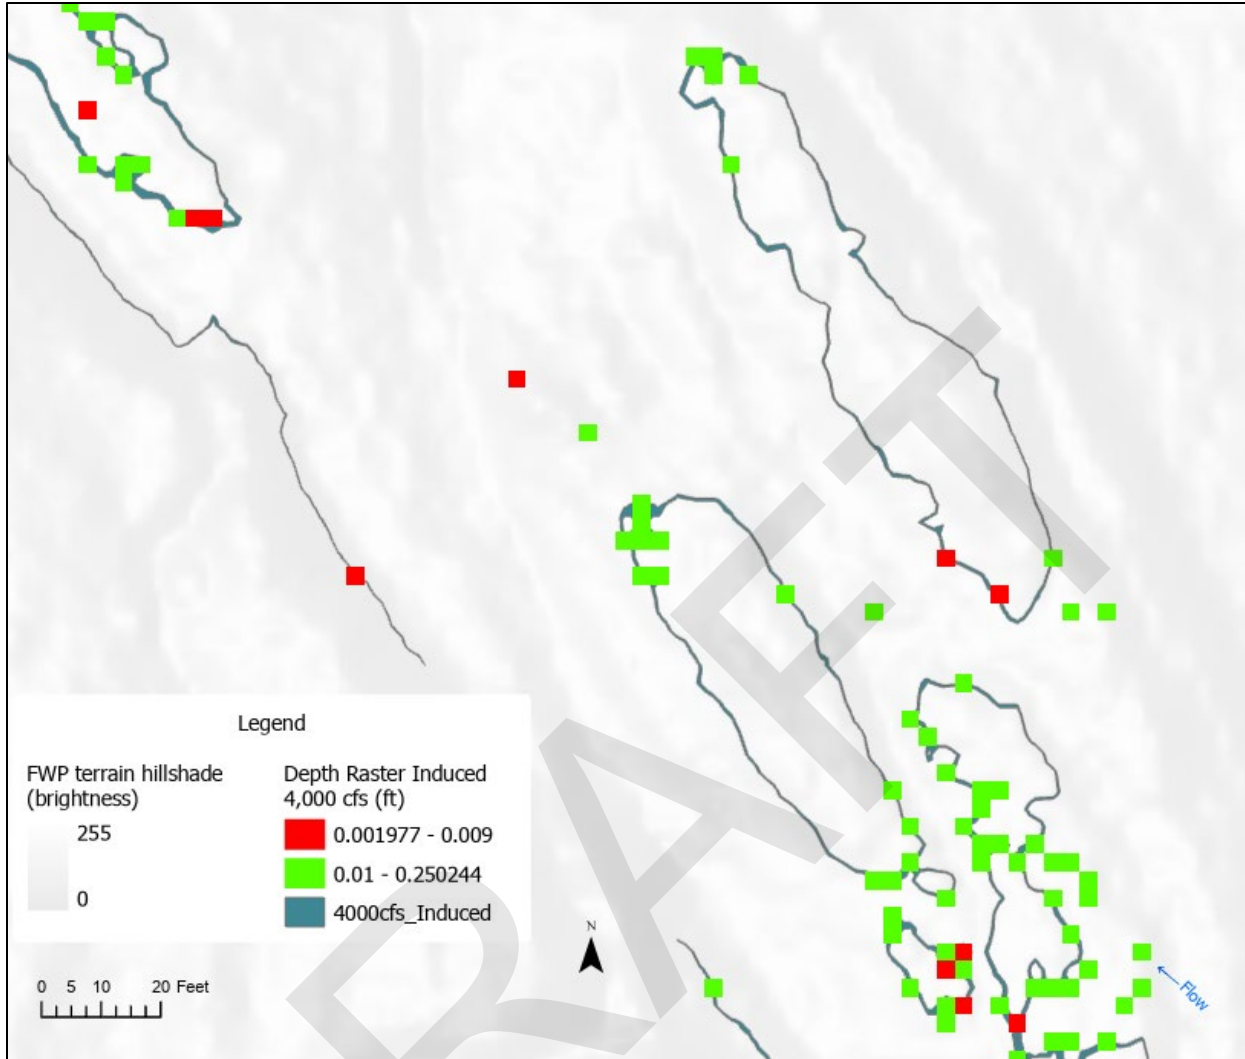 Legend
FWP terrain hillshade
(brightness)
255
0
Depth Raster Induced
4,000 cfs (ft)
0.001977 - 0.009
0.01 - 0.250244
4000cfs_Induced
N
0 5 10 20 Feet
Flow
DRAFT